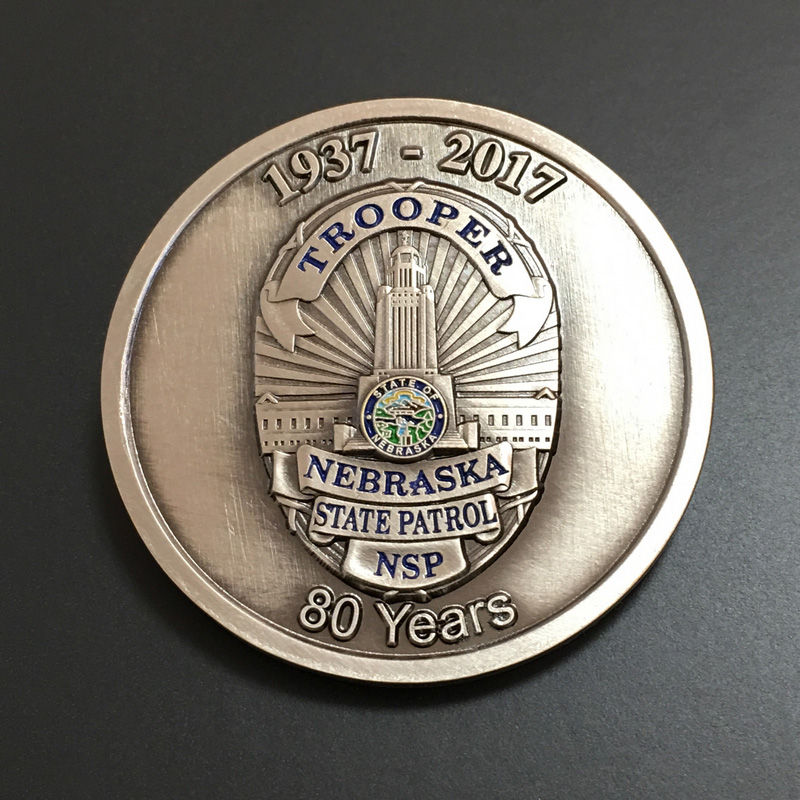 1937 - 2017
TROOPER
STATE OF
NEBRASKA
NEBRASKA
STATE PATROL
NSP
80 Years